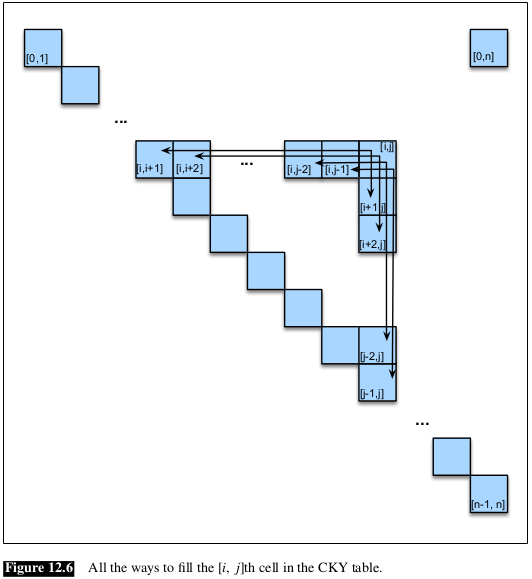 [0,1]
[0,n]
...
[i,j]
[i,i+1]
[i,i+2]
...
[i,j-2]
[i,j-1]
[i+1,j]
[i+2,j]
[j-2,j]
[j-1,j]
...
[n-1, n]
Figure 12.6 All the ways to fill the [i, j]th cell in the CKY table.